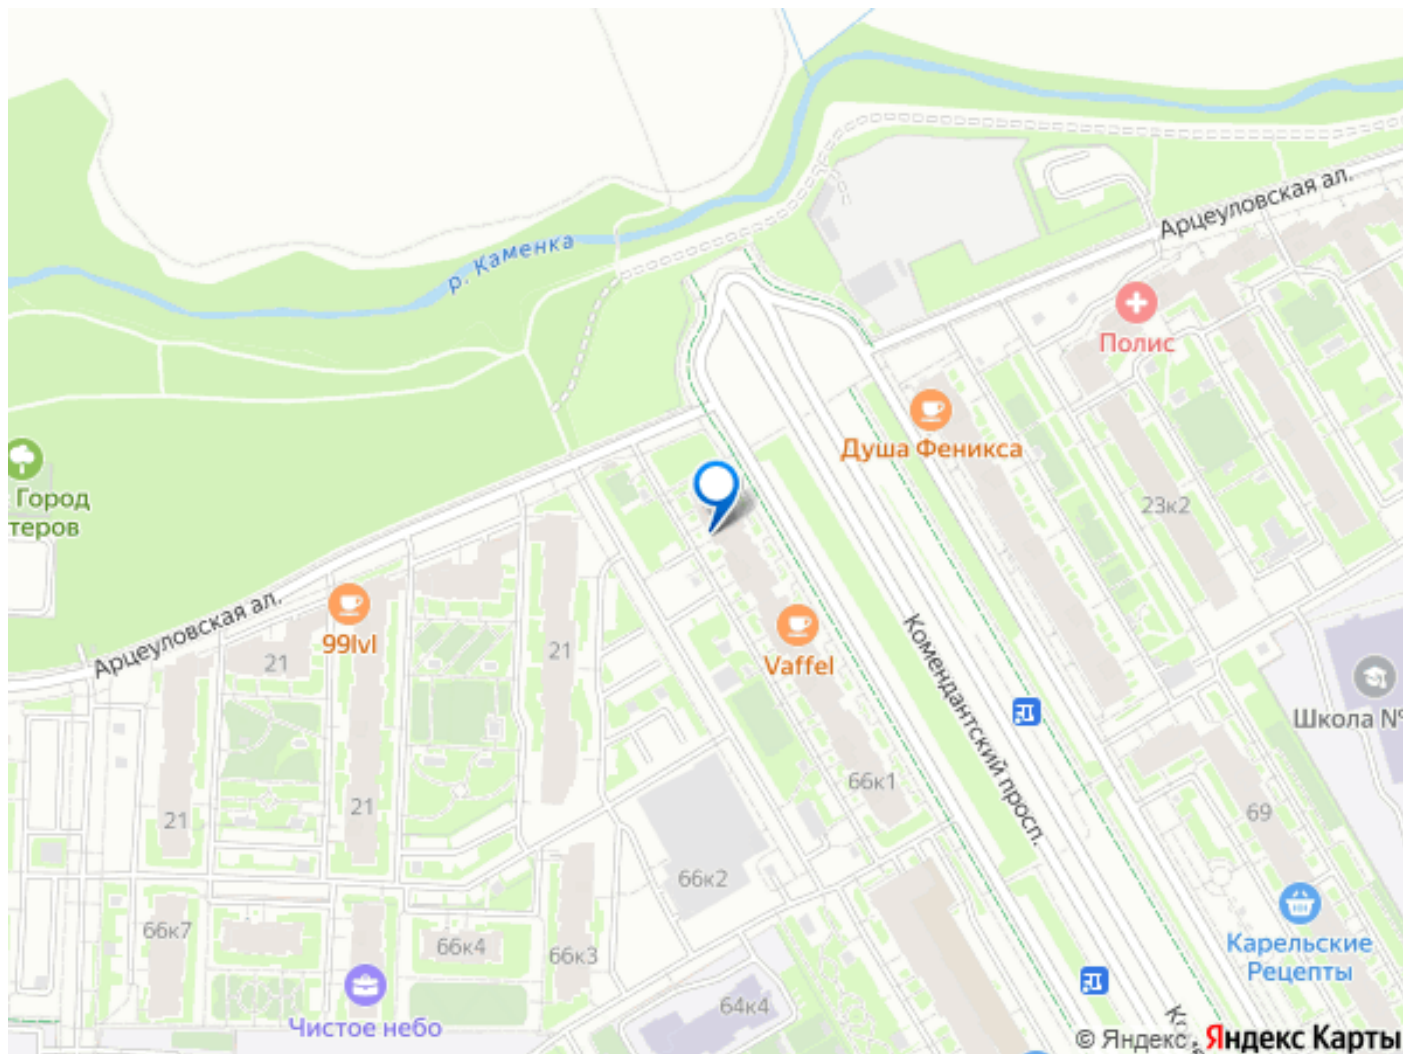 р. Каменка
Арцеуловская ал.
Полис
Душа Феникса
Город
теров
23к2
99lvl
Арцеуловская ал.
21
21
Vaffel
Комендантский просп.
Школа №
66к1
21
21
69
66к2
66к7
66к4
66к3
Карельские
Рецепты
64к4
Чистое небо
© Яндекс
Яндекс Карты